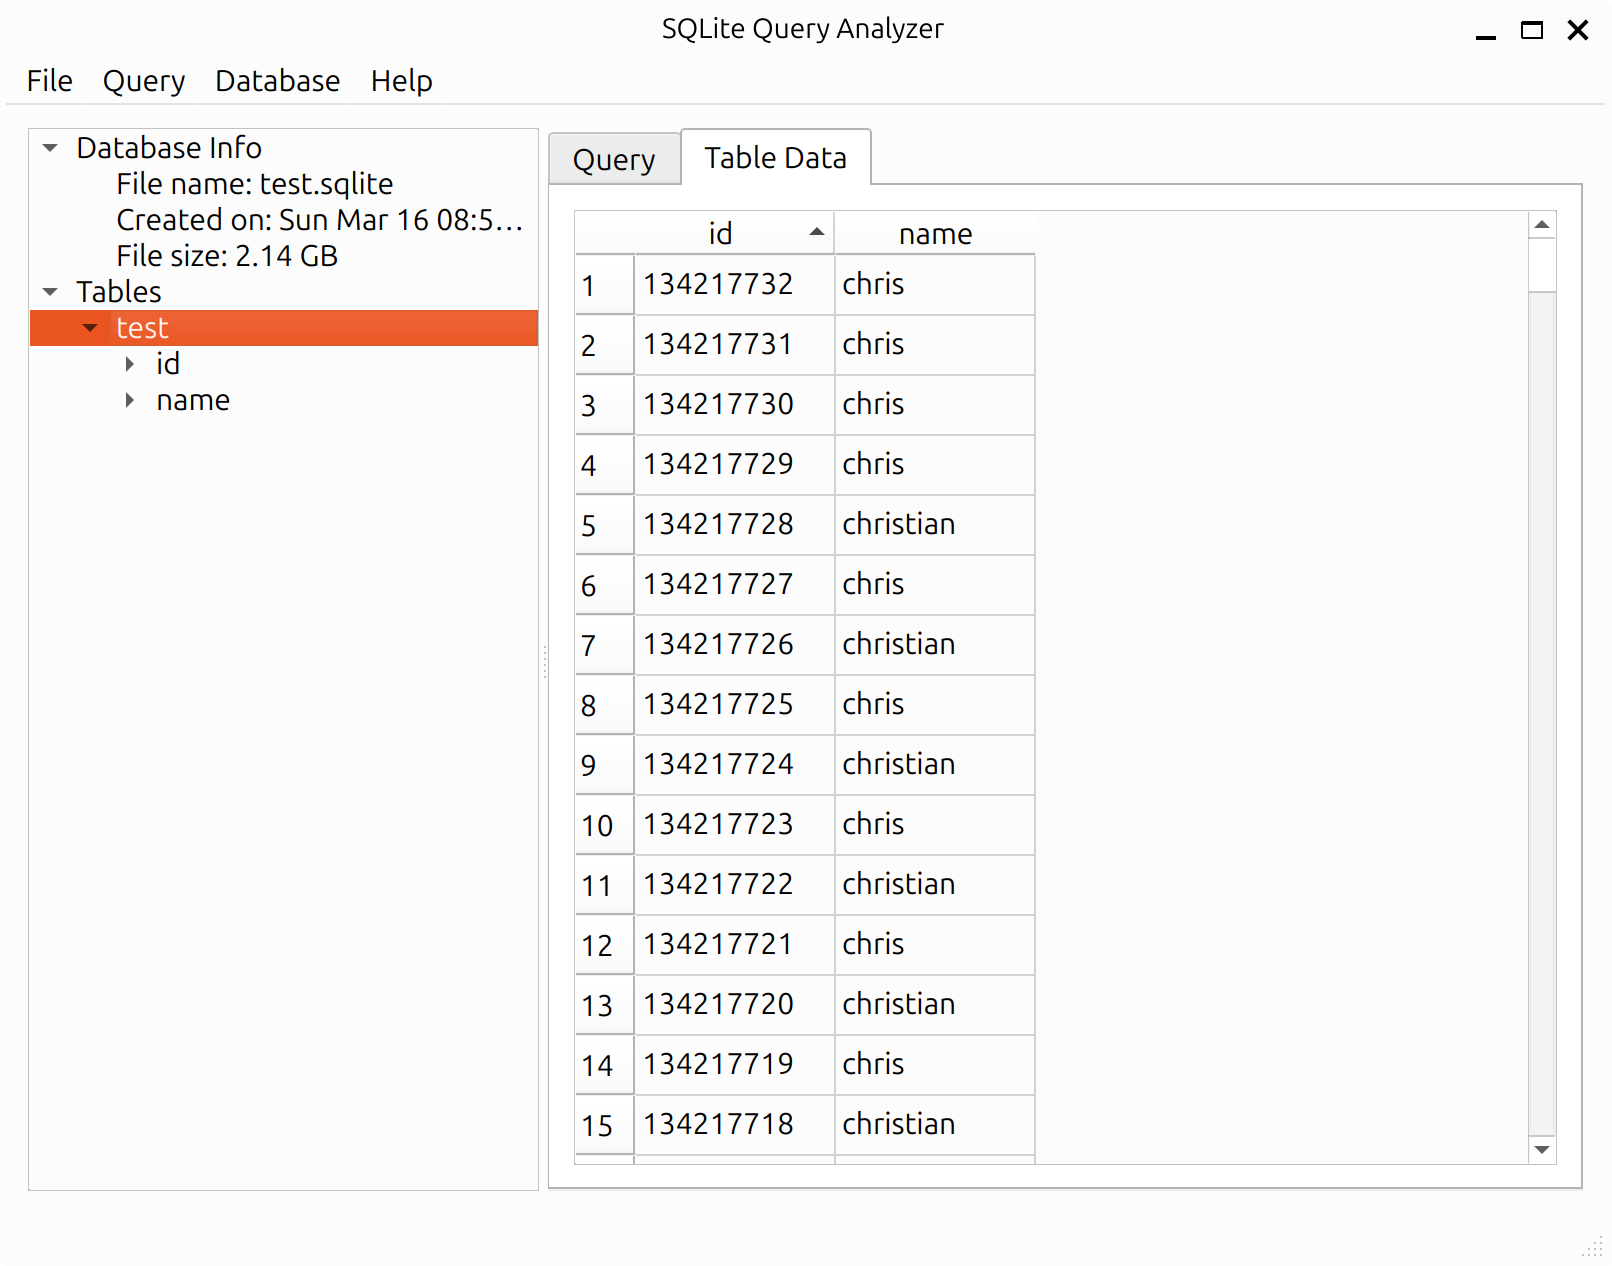 SQLite Query Analyzer
File Query Database Help
Database Info
File name: test.sqlite
Created on: Sun Mar 16 08:5...
File size: 2.14 GB
Tables
test
id
name
Query Table Data
id name
1 134217732 chris
2 134217731 chris
3 134217730 chris
4 134217729 chris
5 134217728 christian
6 134217727 chris
7 134217726 christian
8 134217725 chris
9 134217724 christian
10 134217723 chris
11 134217722 christian
12 134217721 chris
13 134217720 christian
14 134217719 chris
15 134217718 christian